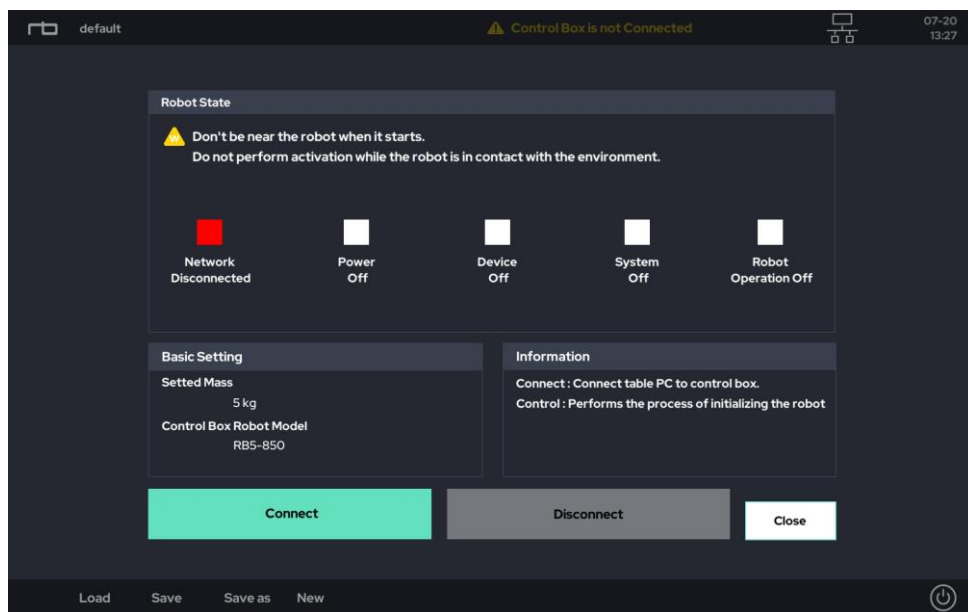 rb default
Control Box is not Connected
07-20
13:27
Robot State
Don't be near the robot when it starts.
Do not perform activation while the robot is in contact with the environment.
Network
Disconnected
Power
Off
Device
Off
System
Off
Robot
Operation Off
Basic Setting
Setted Mass
5 kg
Control Box Robot Model
RB5-850
Information
Connect : Connect table PC to control box.
Control : Performs the process of initializing the robot
Connect
Disconnect
Close
Load Save Save as New